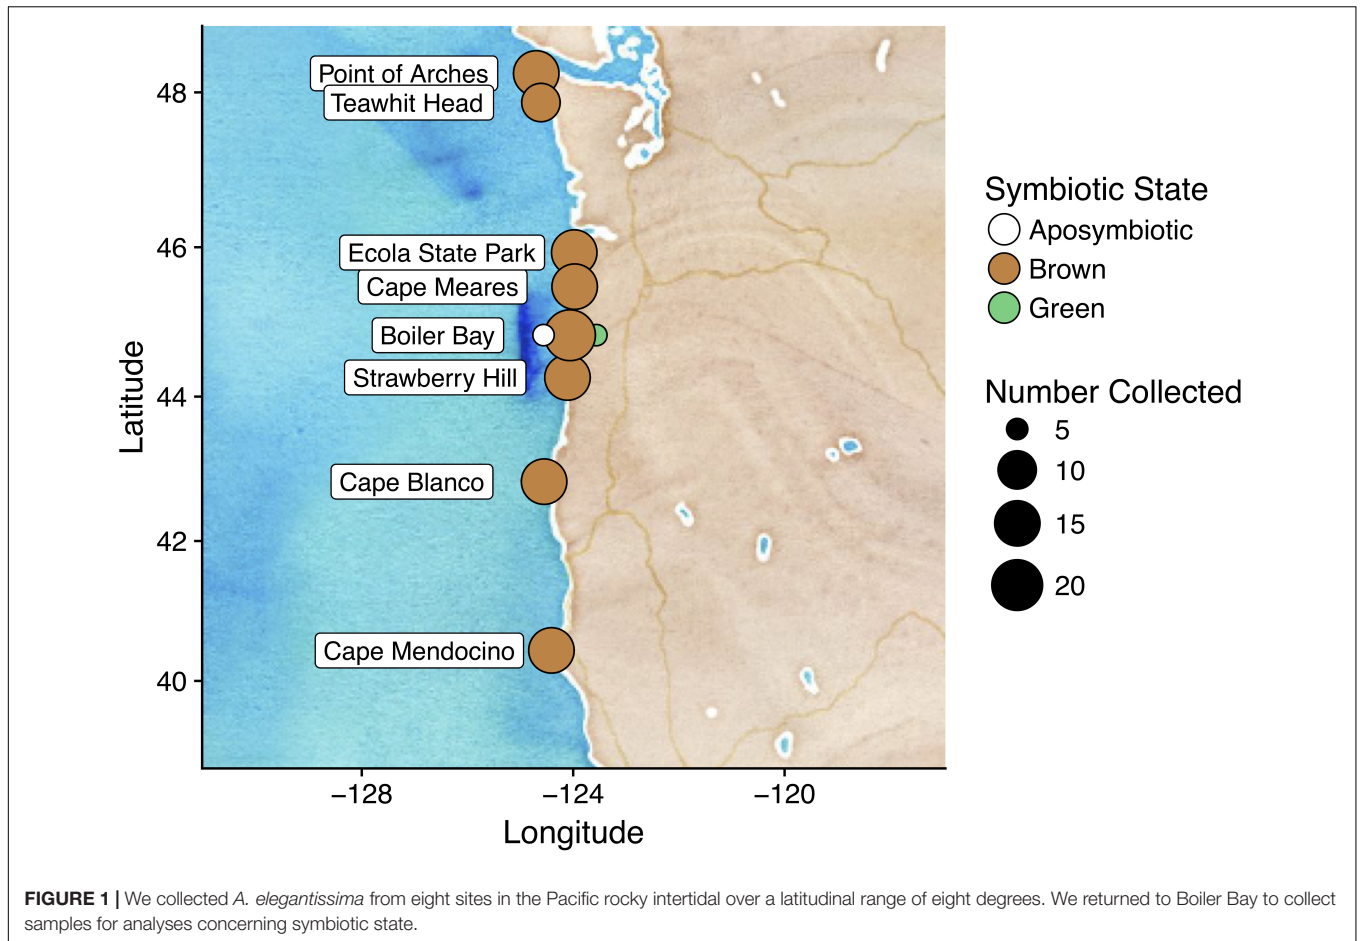 Point of Arches
Teawhit Head
Ecola State Park
Cape Meares
Boiler Bay
Strawberry Hill
Cape Blanco
Cape Mendocino
48
46
44
42
40
Latitude
−128
−124
−120
Longitude
Symbiotic State
Aposymbiotic
Brown
Green
Number Collected
5
10
15
20
FIGURE 1 | We collected A. elegantissima from eight sites in the Pacific rocky intertidal over a latitudinal range of eight degrees. We returned to Boiler Bay to collect
samples for analyses concerning symbiotic state.